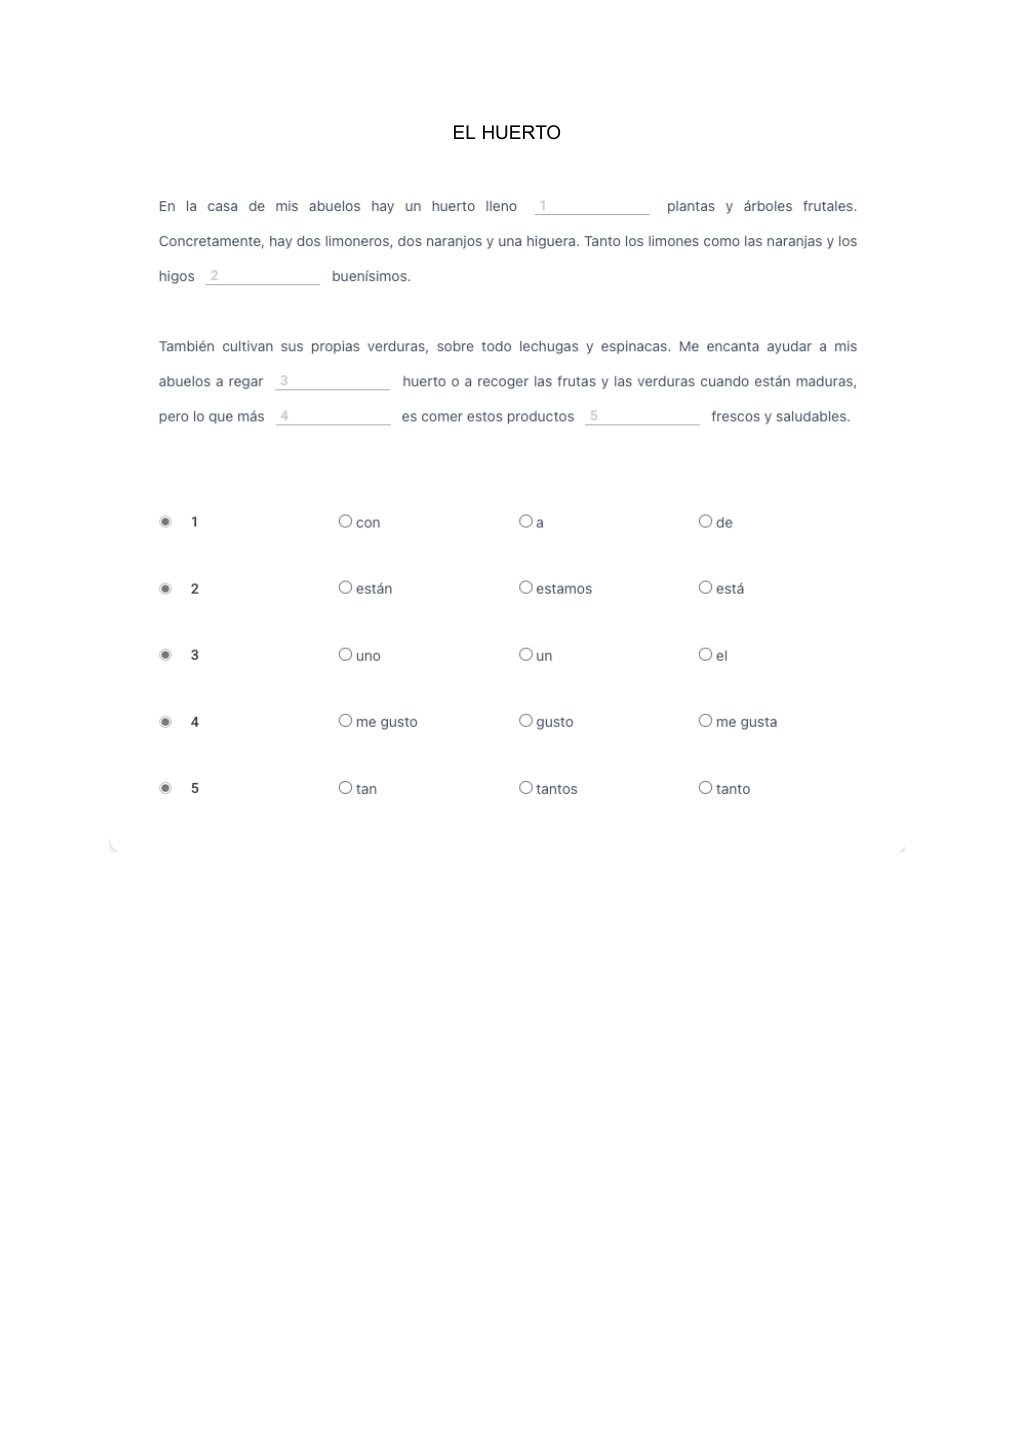 EL HUERTO
En la casa de mis abuelos hay un huerto lleno 1 plantas y árboles frutales.
Concretamente, hay dos limoneros, dos naranjos y una higuera. Tanto los limones como las naranjas y los
higos 2 buenísimos.
También cultivan sus propias verduras, sobre todo lechugas y espinacas. Me encanta ayudar a mis
abuelos a regar 3 huerto o a recoger las frutas y las verduras cuando están maduras,
pero lo que más 4 es comer estos productos 5 frescos y saludables.
1 con a de
2 están estamos está
3 uno un el
4 me gusto gusto me gusta
5 tan tantos tanto